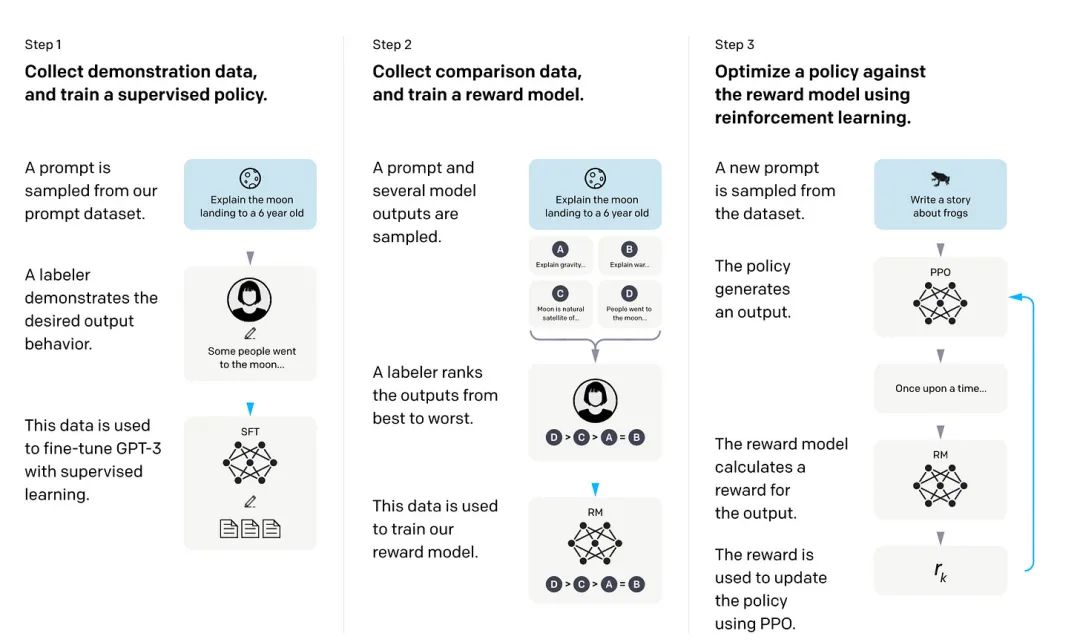 Step 1
Collect demonstration data,
and train a supervised policy.
A prompt is
sampled from our
prompt dataset.
Explain the moon
landing to a 6 year old
A labeler
demonstrates the
desired output
behavior.
Some people went
to the moon...
This data is used
to fine-tune GPT-3
with supervised
learning.
SFT
Step 2
Collect comparison data,
and train a reward model.
A prompt and
several model
outputs are
sampled.
Explain the moon
landing to a 6 year old
A
Explain gravity...
B
Explain war...
C
Moon is natural
satellite of...
D
People went to
the moon...
A labeler ranks
the outputs from
best to worst.
D > C > A = B
This data is used
to train our
reward model.
RM
D > C > A = B
Step 3
Optimize a policy against
the reward model using
reinforcement learning.
A new prompt
is sampled from
the dataset.
Write a story
about frogs
The policy
generates
an output.
PPO
Once upon a time...
The reward model
calculates a
reward for
the output.
RM
The reward is
used to update
the policy
using PPO.
rk